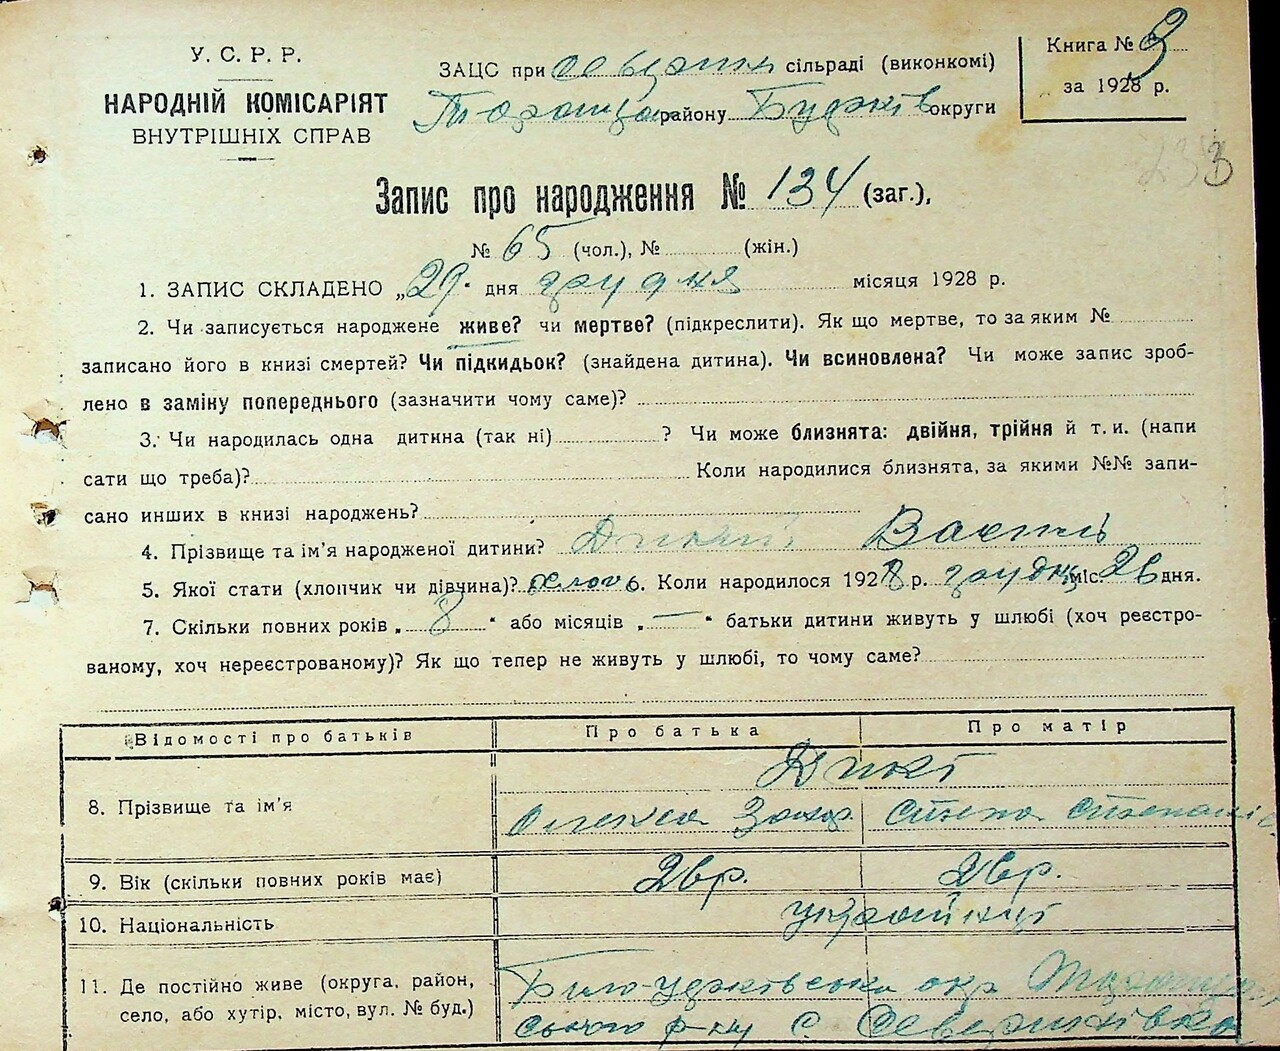 У. С. Р. Р.
НАРОДНІЙ КОМІСАРІЯТ
ВНУТРІШНІХ СПРАВ
ЗАЦС при сільраді (виконкомі)
району округи
Книга № 3
за 1928 р.
3
Запис про народження № 134 (заг.),
№ 65 (чол.), № (жін.)
1. ЗАПИС СКЛАДЕНО „29" дня грудня місяця 1928 р.
2. Чи записується народжене живе? чи мертве? (підкреслити). Як що мертве, то за яким №
записано його в книзі смертей? Чи підкидьок? (знайдена дитина). Чи всиновлена? Чи може запис зроб-
лено в заміну попереднього (зазначити чому саме)?
3. Чи народилась одна дитина (так ні) ? Чи може близнята: двійня, трійня й т. и. (напи
сати що треба)? Коли народилися близнята, за якими №№ запи-
сано инших в книзі народжень?
4. Прізвище та ім'я народженої дитини? Дикий Василь
5. Якої стати (хлопчик чи дівчина)? 6. Коли народилося 1928 р. грудня міс. 26 дня.
7. Скільки повних років „ 8 " або місяців „ — " батьки дитини живуть у шлюбі (хоч реєстро-
ваному, хоч нереєстрованому)? Як що тепер не живуть у шлюбі, то чому саме?
Відомості про батьків Про батька Про матір
Дикі
8. Прізвище та ім'я Олекса Захар
9. Вік (скільки повних років має) 28 р. 28 р.
10. Національність українці
11. Де постійно живе (округа, район,
село, або хутір, місто, вул. № буд.) р-ну с.